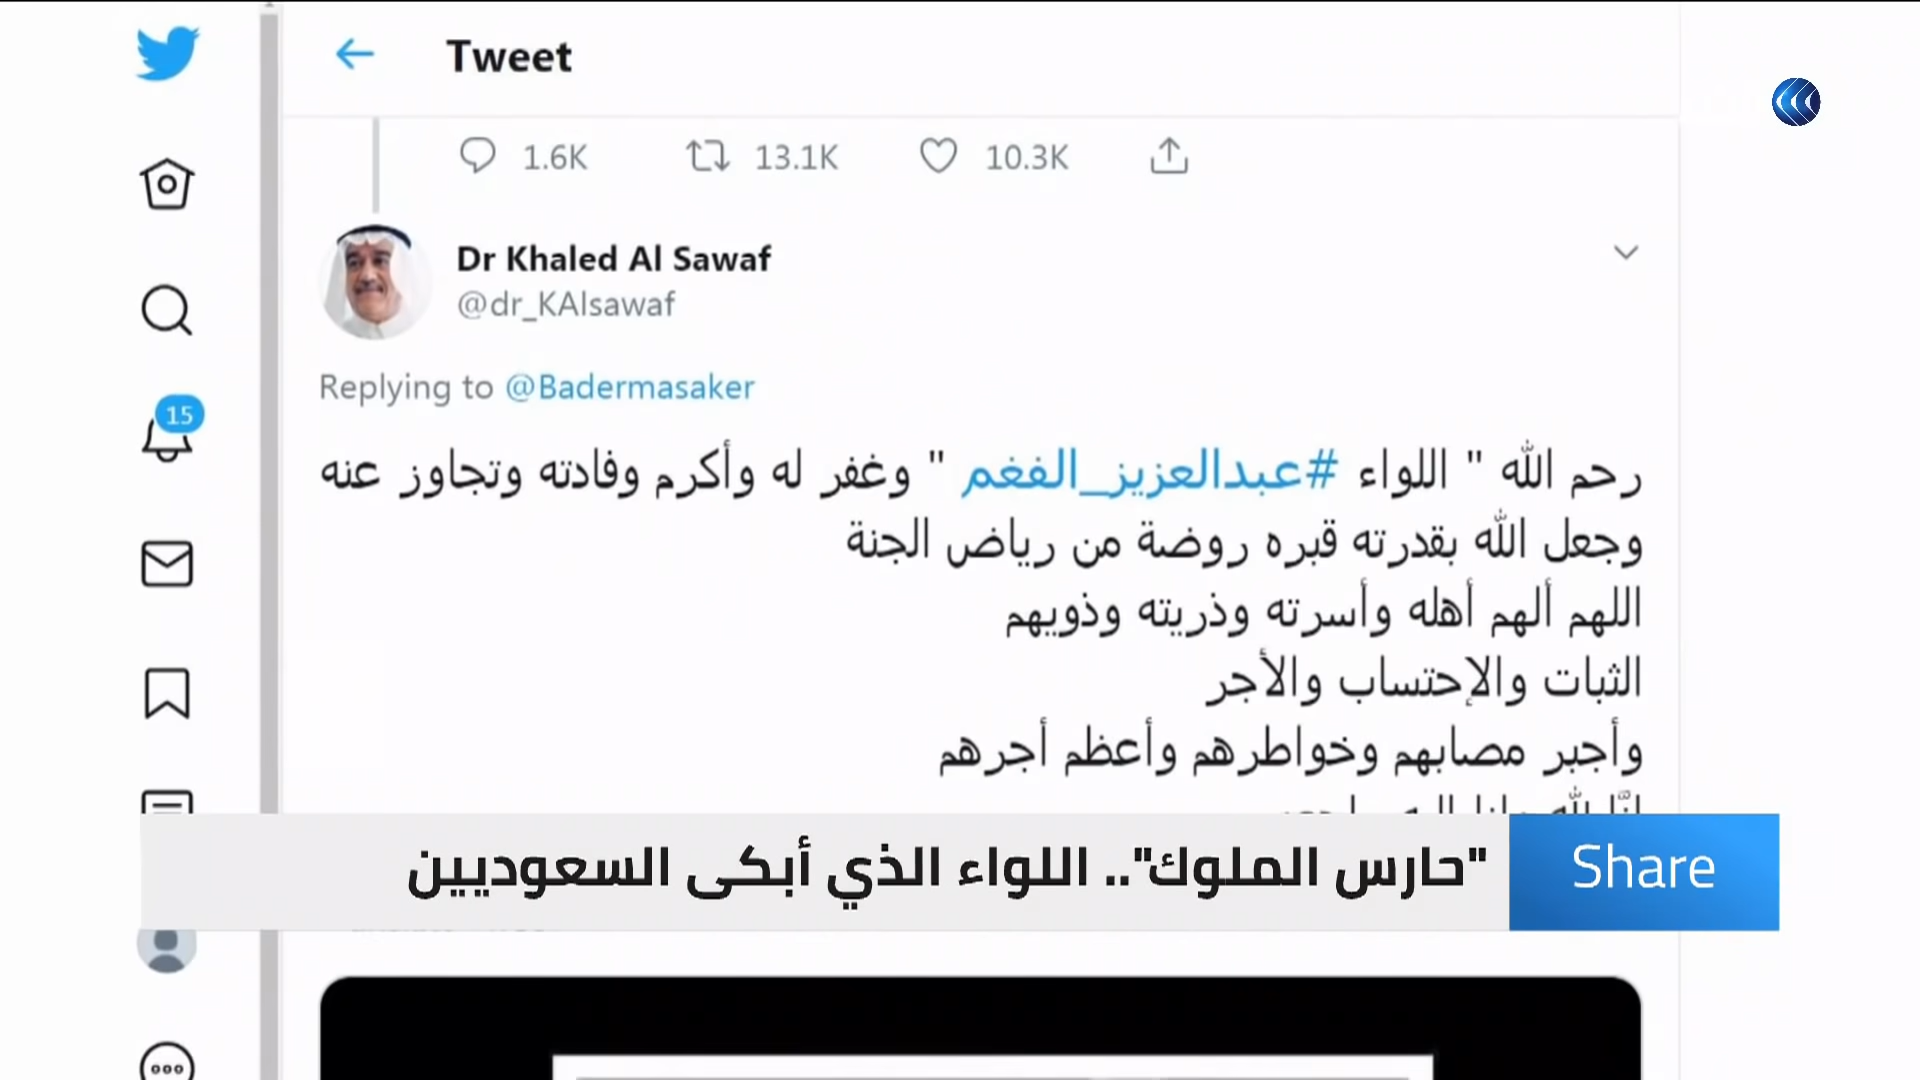 Tweet
1.6K 13.1K 10.3K
Dr Khaled Al Sawaf
@dr_KAlsawaf
Replying to @Badermasaker
15
رحم الله " اللواء #عبدالعزيز_الفغم " وغفر له وأكرم وفادته وتجاوز عنه
وجعل الله بقدرته قبره روضة من رياض الجنة
اللهم ألهم أهله وأسرته وذريته وذويهم
الثبات والإحتساب والأجر
وأجبر مصابهم وخواطرهم وأعظم أجرهم
"حارس الملوك".. اللواء الذي أبكى السعوديين
Share